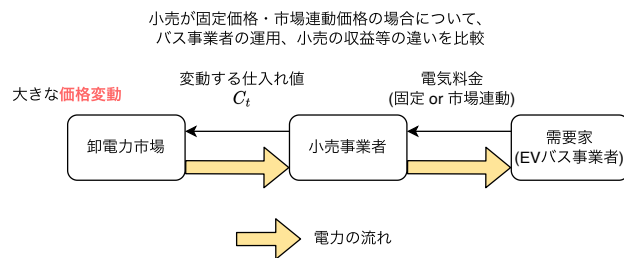 小売が固定価格・市場連動価格の場合について、
バス事業者の運用、小売の収益等の違いを比較
大きな価格変動
変動する仕入れ値
C_t
電気料金
(固定 or 市場連動)
卸電力市場
小売事業者
需要家
(EVバス事業者)
電力の流れ